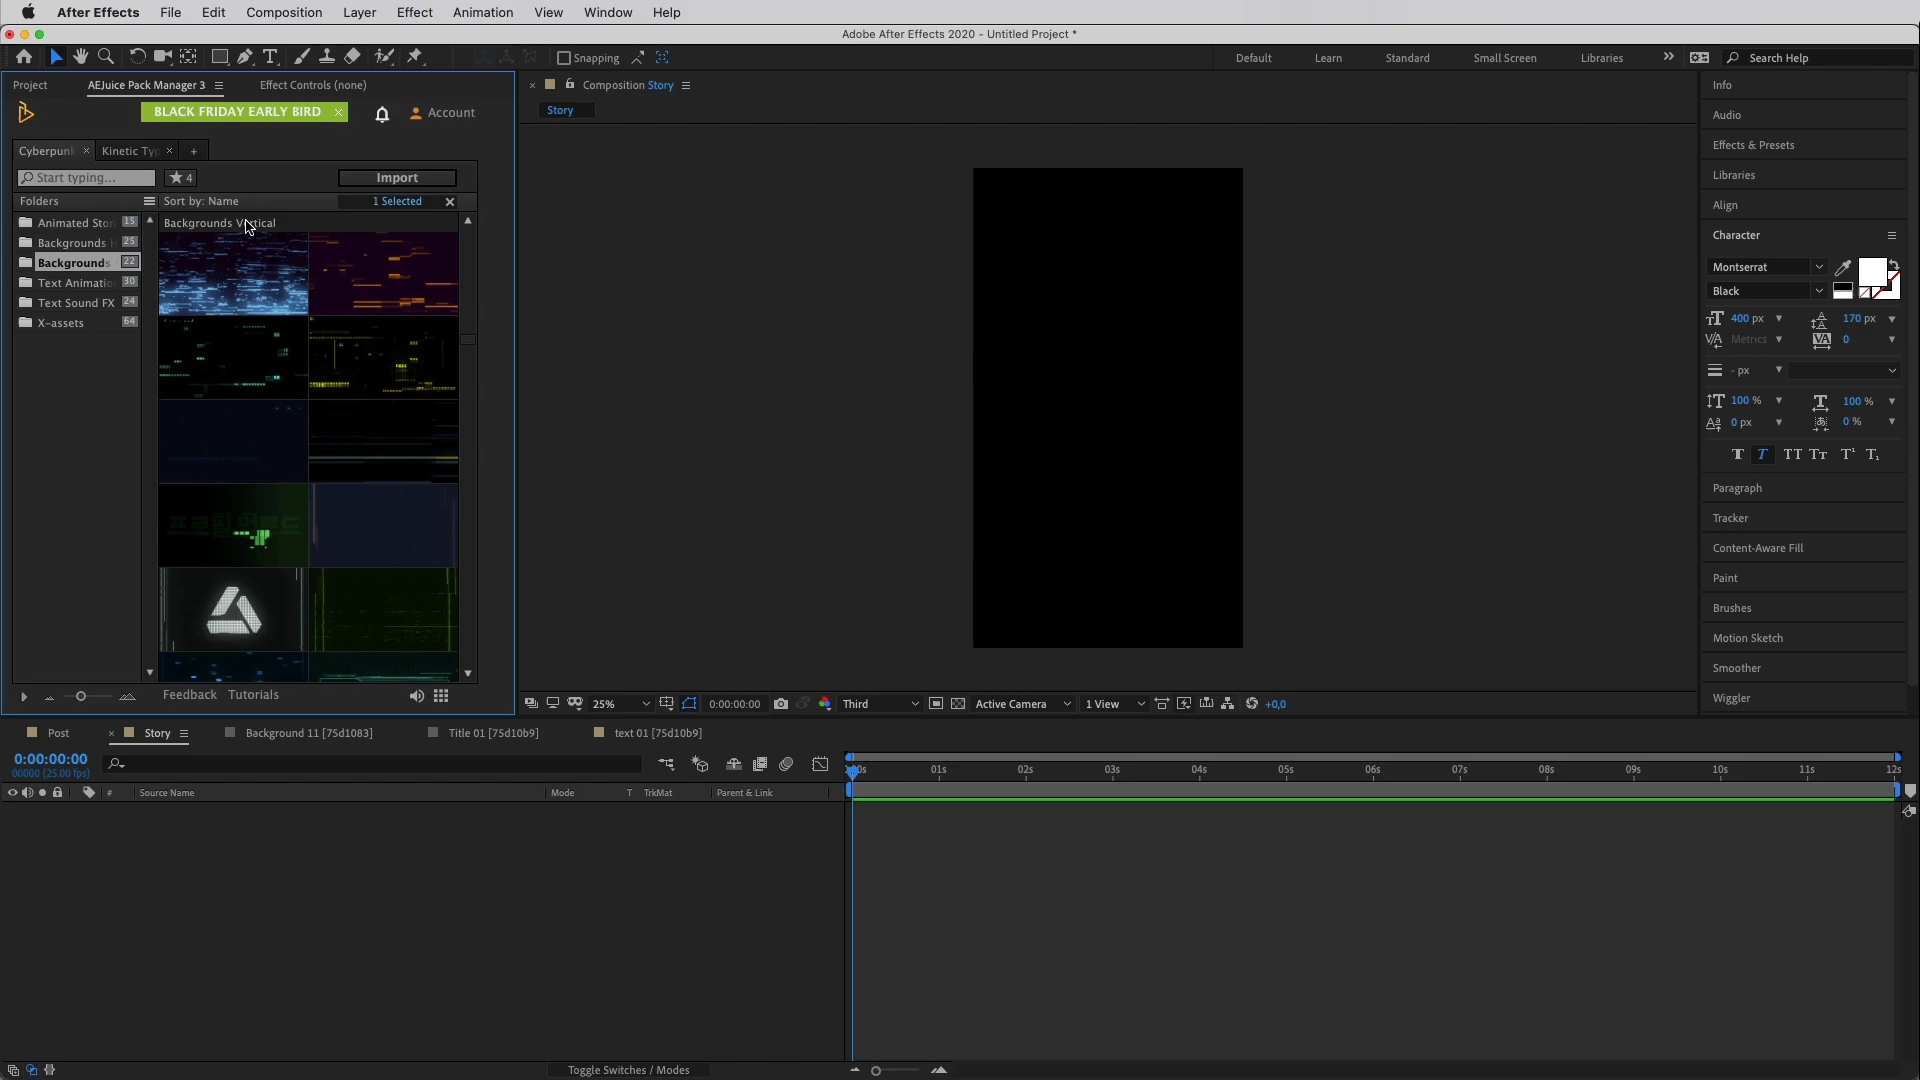 After Effects File Edit Composition Layer Effect Animation View Window Help
Adobe After Effects 2020 - Untitled Project *
Snapping
Default Learn Standard Small Screen Libraries Search Help
Project AEJuice Pack Manager 3 Effect Controls (none)
Composition Story
BLACK FRIDAY EARLY BIRD Account
Story
Cyberpunk Kinetic Typ
Start typing... 4 Import
Folders Sort by: Name 1 Selected
Animated Stor 15
Backgrounds H 25
Backgrounds 22
Text Animatio 30
Text Sound FX 24
X-assets 64
Backgrounds Vertical
Feedback Tutorials
25% 0:00:00:00 Third Active Camera 1 View +0,0
Info
Audio
Effects & Presets
Libraries
Align
Character
Montserrat
Black
400 px 170 px
Metrics 0
- px
100 % 100 %
0 px 0 %
Paragraph
Tracker
Content-Aware Fill
Paint
Brushes
Motion Sketch
Smoother
Wiggler
Post Story Background 11 [75d1083] Title 01 [75d10b9] text 01 [75d10b9]
0:00:00:00
00000 (25.00 fps)
# Source Name Mode T TrkMat Parent & Link
01s 02s 03s 04s 05s 06s 07s 08s 09s 10s 11s 12s
Toggle Switches / Modes